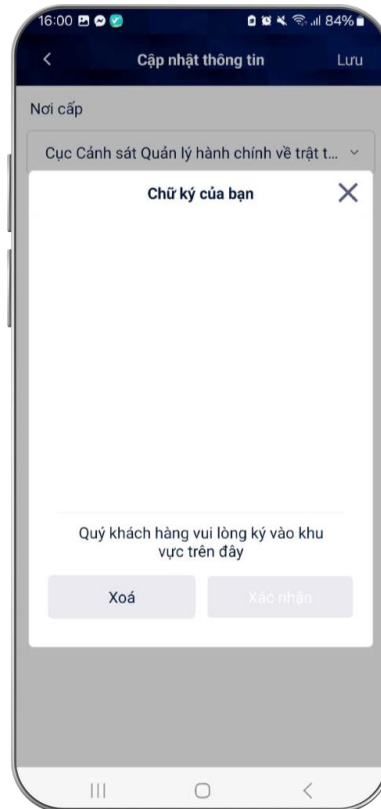 16:00 84%
Cập nhật thông tin Lưu
Nơi cấp
Cục Cảnh sát Quản lý hành chính về trật t...
Chữ ký của bạn
Quý khách hàng vui lòng ký vào khu
vực trên đây
Xoá Xác nhận